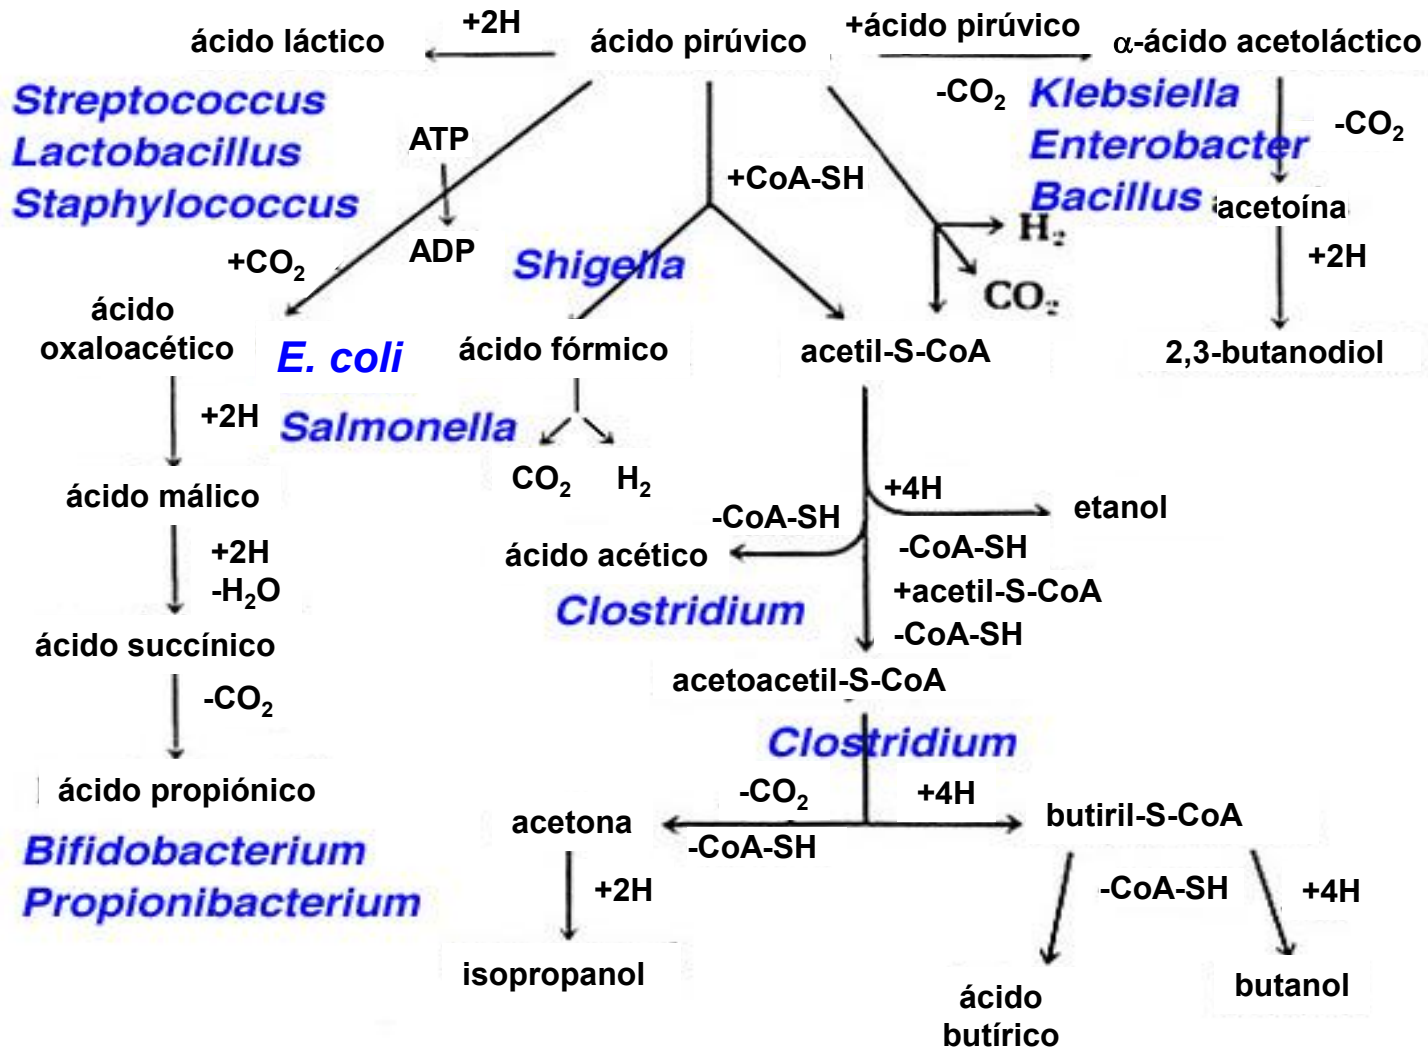 ácido láctico
+2H
ácido pirúvico
+ácido pirúvico
-CO₂
α-ácido acetoláctico
Streptococcus
Lactobacillus
Staphylococcus
ATP
ADP
+CO₂
+CoA-SH
Klebsiella
Enterobacter
Bacillus
-CO₂
acetoína
+2H
2,3-butanodiol
H₂
CO₂
Shigella
ácido
oxaloacético
E. coli
ácido fórmico
acetil-S-CoA
+2H
Salmonella
CO₂
H₂
ácido málico
+2H
-H₂O
ácido succínico
-CO₂
ácido propiónico
Bifidobacterium
Propionibacterium
+4H
etanol
-CoA-SH
-CoA-SH
ácido acético
+acetil-S-CoA
-CoA-SH
Clostridium
acetoacetil-S-CoA
Clostridium
-CO₂
-CoA-SH
+4H
acetona
butiril-S-CoA
+2H
isopropanol
-CoA-SH
+4H
ácido
butírico
butanol